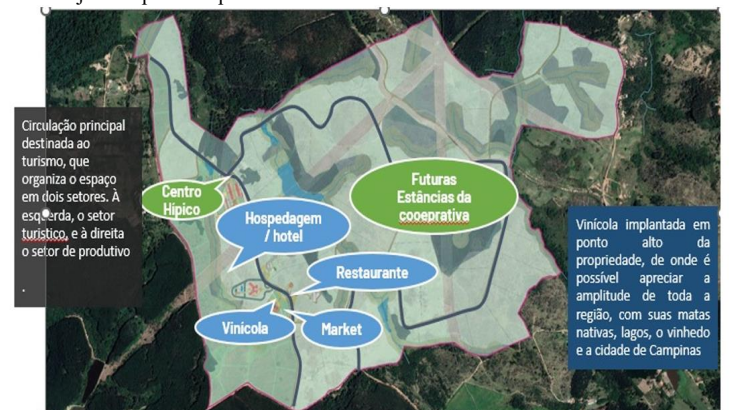 Circulação principal
destinada ao
turismo, que
organiza o espaço
em dois setores. À
esquerda, o setor
turistico, e à direita
o setor de produtivo
.
Centro
Hípico
Hospedagem
/ hotel
Futuras
Estâncias da
cooeprativa
Restaurante
Vinícola
Market
Vinícola implantada em
ponto alto da
propriedade, de onde é
possível apreciar a
amplitude de toda a
região, com suas matas
nativas, lagos, o vinhedo
e a cidade de Campinas